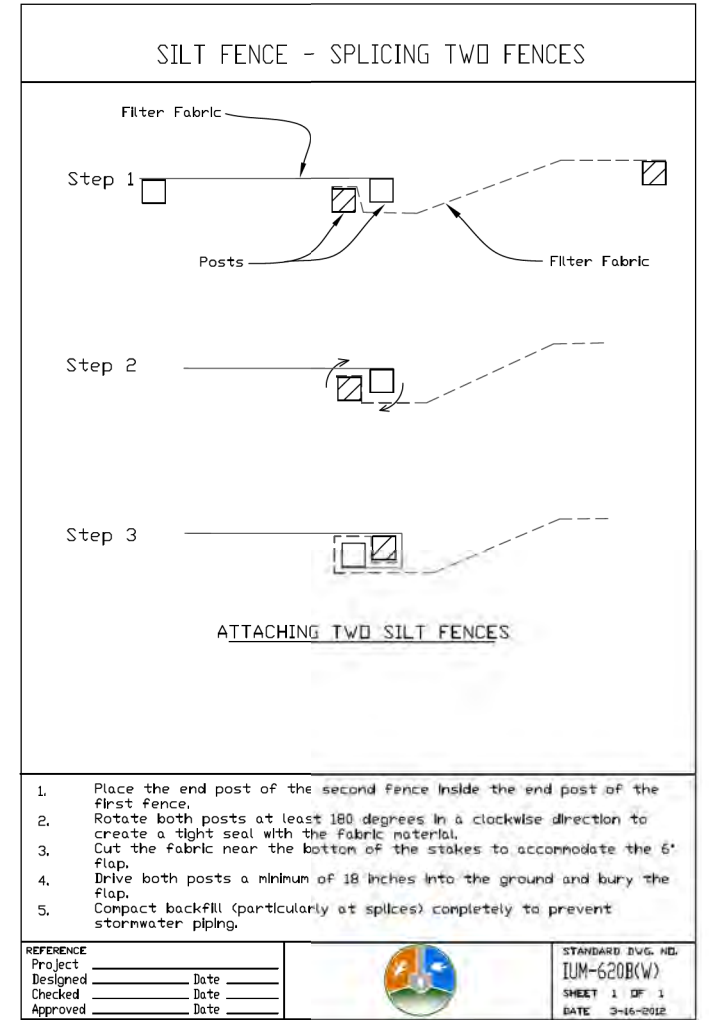 SILT FENCE - SPLICING TWO FENCES
Filter Fabric
Step 1
Posts
Filter Fabric
Step 2
Step 3
ATTACHING TWO SILT FENCES
1. Place the end post of the second fence inside the end post of the
first fence.
2. Rotate both posts at least 180 degrees in a clockwise direction to
create a tight seal with the fabric material.
3. Cut the fabric near the bottom of the stakes to accommodate the 6"
flap.
4. Drive both posts a minimum of 18 inches into the ground and bury the
flap.
5. Compact backfill (particularly at splices) completely to prevent
stormwater piping.
REFERENCE
Project
Designed Date
Checked Date
Approved Date
STANDARD DWG. NO.
IUM-620B(W)
SHEET 1 OF 1
DATE 3-16-2012